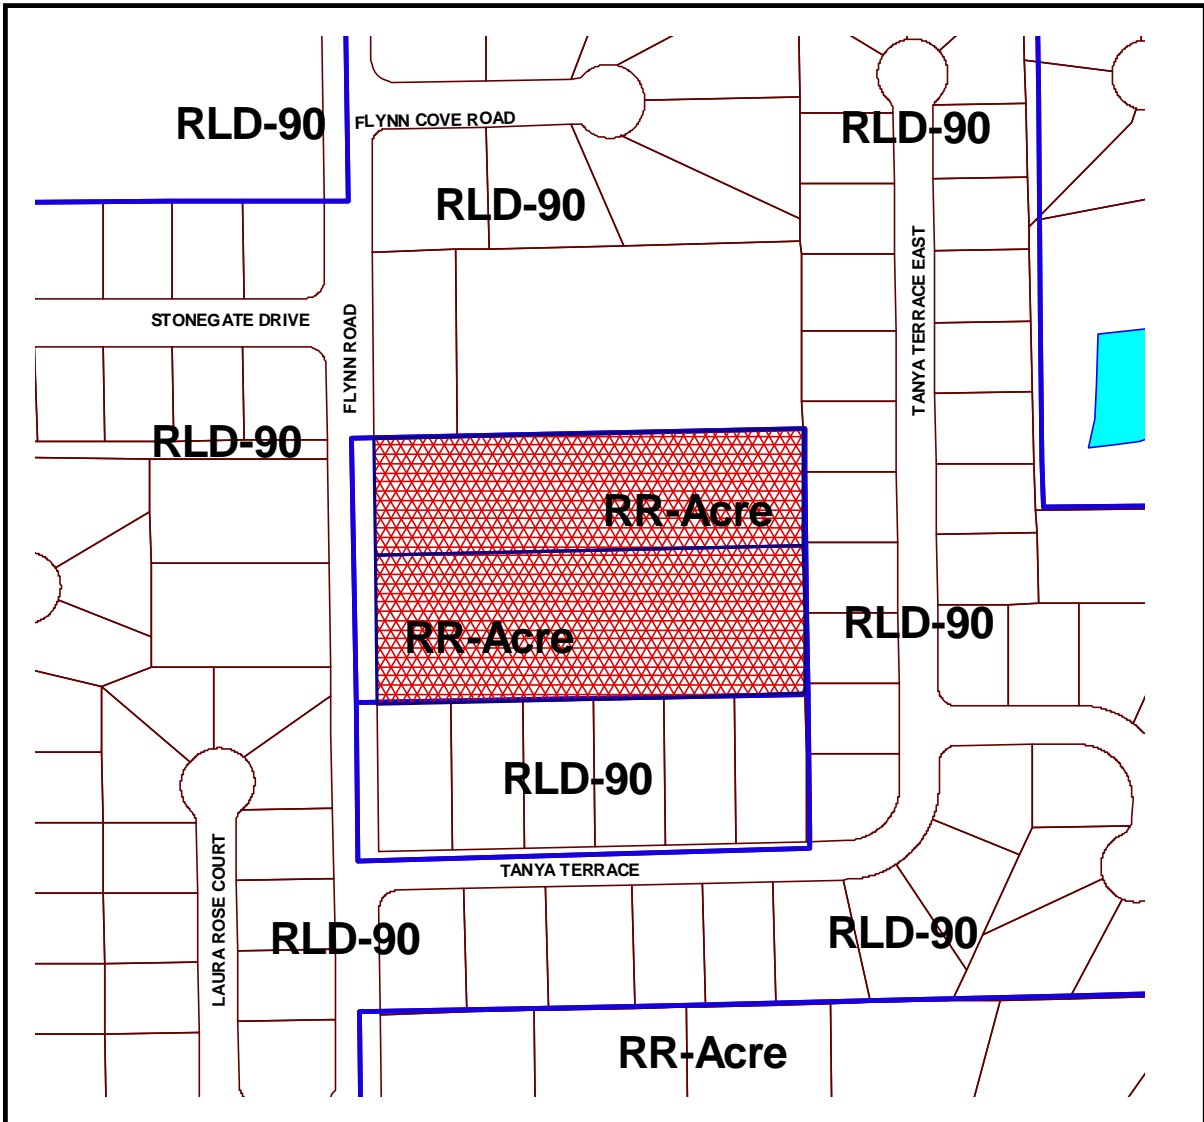 RLD-90
FLYNN COVE ROAD
RLD-90
RLD-90
STONEGATE DRIVE
FLYNN ROAD
TANYA TERRACE EAST
RLD-90
RR-Acre
RR-Acre
RLD-90
RLD-90
TANYA TERRACE
LAURA ROSE COURT
RLD-90
RLD-90
RR-Acre